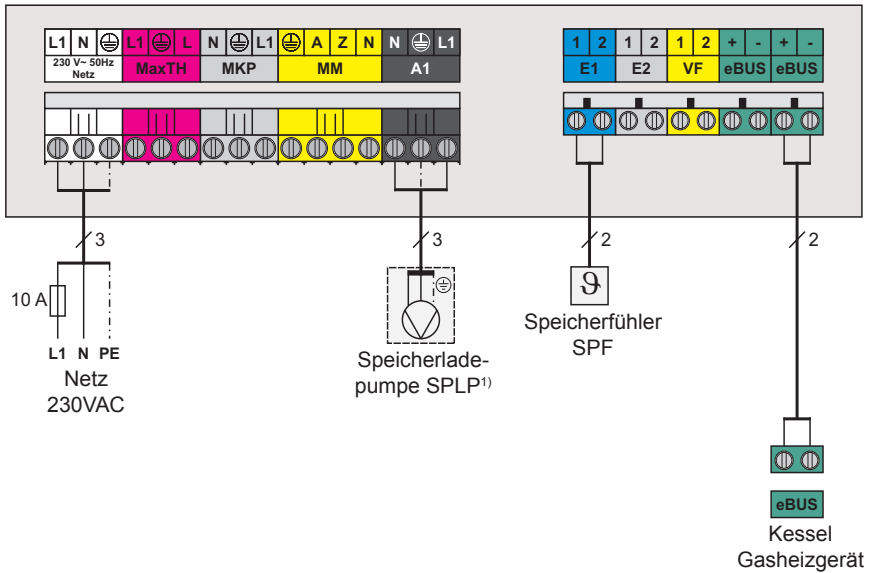 L1 N L1 L N L1 A Z N N L1
230 V~ 50Hz
Netz
MaxTH MKP MM A1
1 2 1 2 1 2 + - + -
E1 E2 VF eBUS eBUS
3
3
2
2
10 A
L1 N PE
Netz
230VAC
Speicherlade-
pumpe SPLP1)
ϑ
Speicherfühler
SPF
eBUS
Kessel
Gasheizgerät